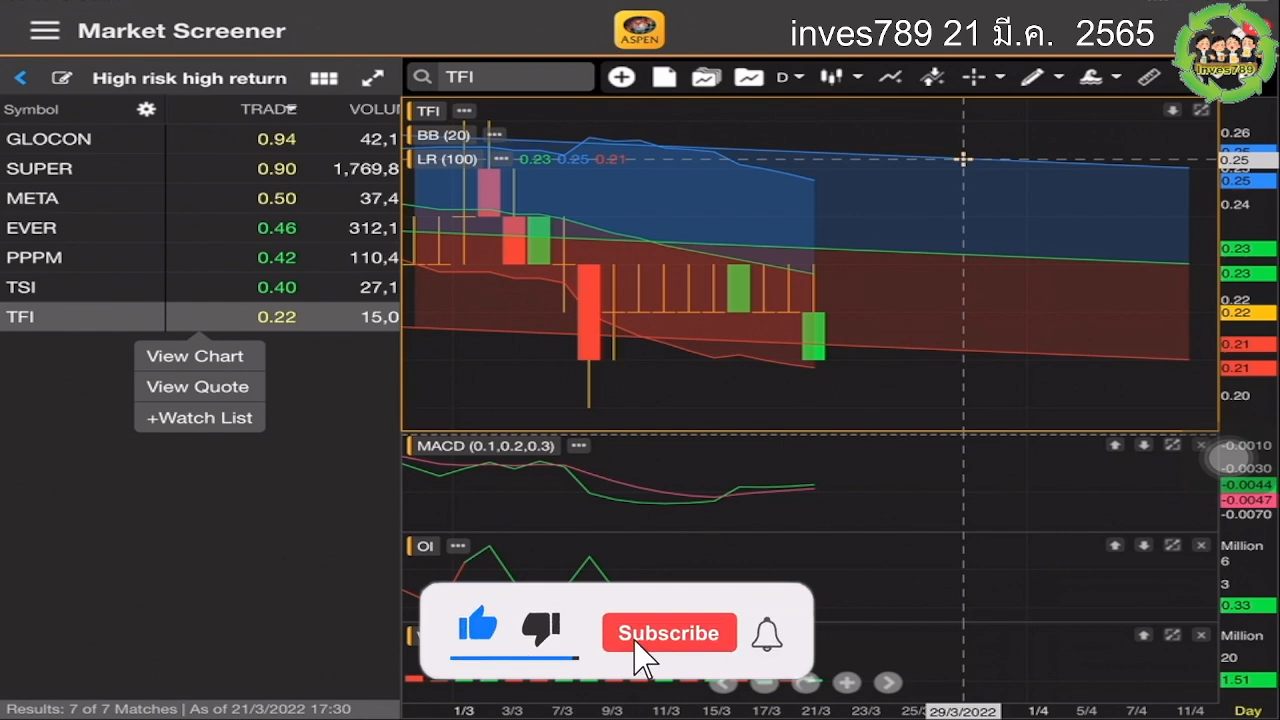 Market Screener
ASPEN
inves789 21 มี.ค. 2565
Inves789
High risk high return
TFI
D
Symbol TRADE VOLU
GLOCON 0.94 42,1
SUPER 0.90 1,769,8
META 0.50 37,4
EVER 0.46 312,1
PPPM 0.42 110,4
TSI 0.40 27,1
TFI 0.22 15,0
View Chart
View Quote
+Watch List
TFI
BB (20)
LR (100) 0.23 0.25 0.21
0.26
0.25
0.25
0.24
0.23
0.23
0.22
0.22
0.21
0.21
0.20
MACD (0.1,0.2,0.3)
-0.0010
-0.0030
-0.0044
-0.0047
-0.0070
OI
Million
6
3
0.33
Subscribe
Million
20
1.51
1/3 3/3 7/3 9/3 11/3 15/3 17/3 21/3 23/3 25/ 29/3/2022 1/4 5/4 7/4 11/4 Day
Results: 7 of 7 Matches | As of 21/3/2022 17:30